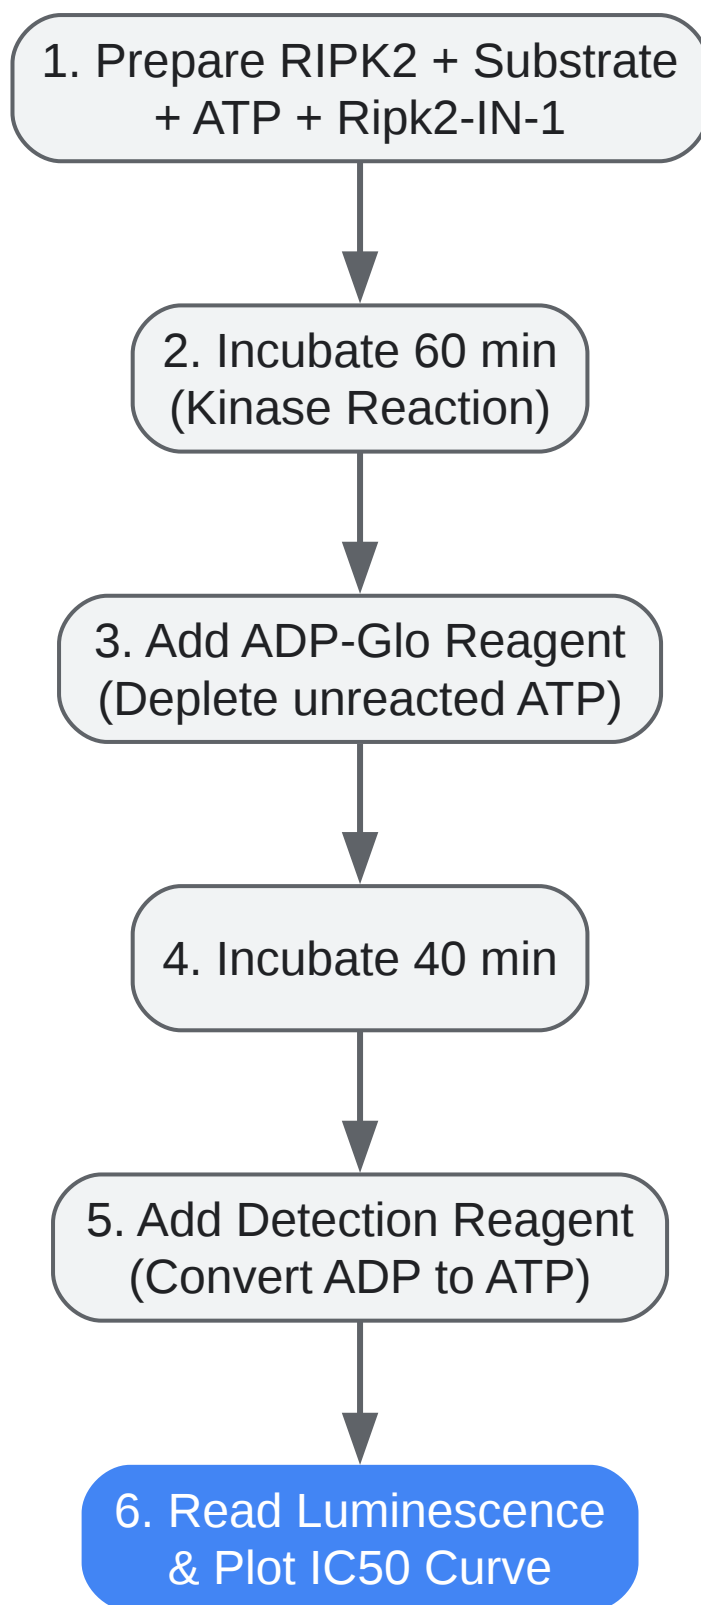 1. Prepare RIPK2 + Substrate
+ ATP + Ripk2-IN-1
2. Incubate 60 min
(Kinase Reaction)
3. Add ADP-Glo Reagent
(Deplete unreacted ATP)
4. Incubate 40 min
5. Add Detection Reagent
(Convert ADP to ATP)
6. Read Luminescence
& Plot IC50 Curve